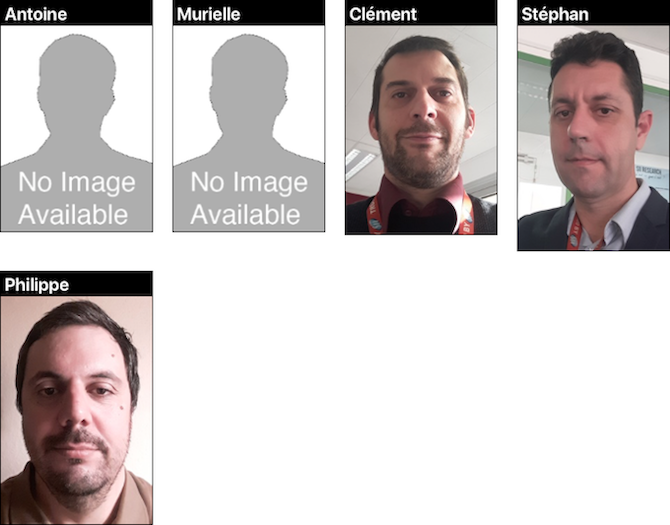 Antoine
Murielle
Clément
Stéphan
No Image
Available
No Image
Available
Philippe